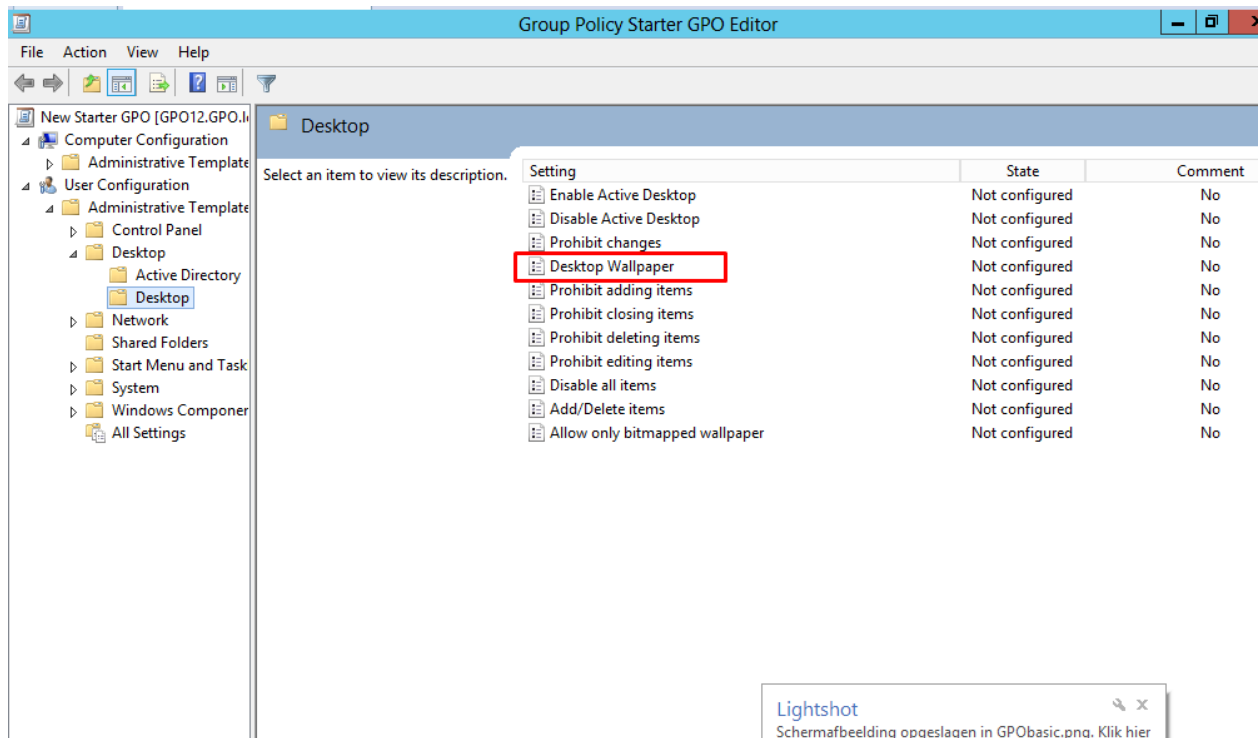 Group Policy Starter GPO Editor
File Action View Help
New Starter GPO [GPO12.GPO.l
Computer Configuration
Administrative Template
User Configuration
Administrative Template
Control Panel
Desktop
Active Directory
Desktop
Network
Shared Folders
Start Menu and Task
System
Windows Componen
All Settings
Desktop
Select an item to view its description.
Setting State Comment
Enable Active Desktop Not configured No
Disable Active Desktop Not configured No
Prohibit changes Not configured No
Desktop Wallpaper Not configured No
Prohibit adding items Not configured No
Prohibit closing items Not configured No
Prohibit deleting items Not configured No
Prohibit editing items Not configured No
Disable all items Not configured No
Add/Delete items Not configured No
Allow only bitmapped wallpaper Not configured No
Lightshot
Schermafbeelding opgeslagen in GPObasic.png. Klik hier